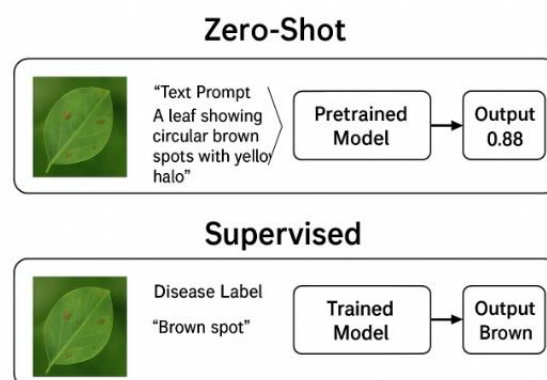 Zero-Shot
“Text Prompt
A leaf showing
circular brown
spots with yello
halo”
Pretrained
Model
Output
0.88
Supervised
Disease Label
“Brown spot”
Trained
Model
Output
Brown